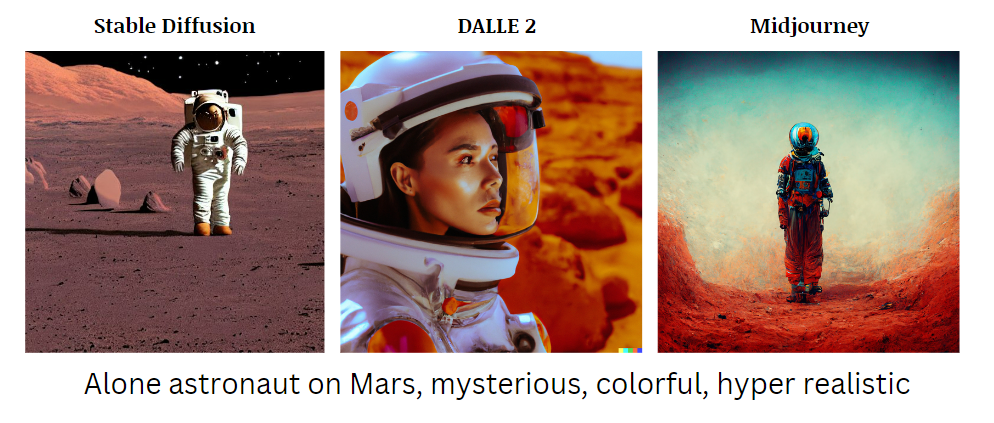 Stable Diffusion
DALLE 2
Midjourney
Alone astronaut on Mars, mysterious, colorful, hyper realistic